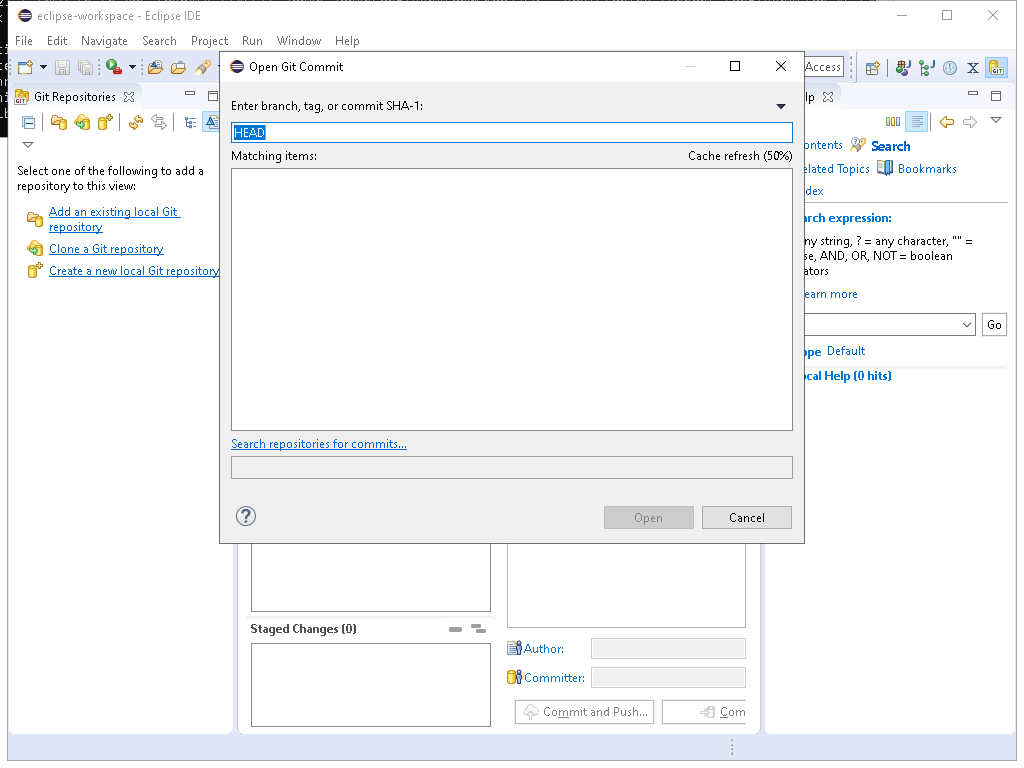 eclipse-workspace - Eclipse IDE
File Edit Navigate Search Project Run Window Help
Access
GIT
GIT Git Repositories
lp
Select one of the following to add a
repository to this view:
Add an existing local Git
repository
Clone a Git repository
Create a new local Git repository
Open Git Commit
Enter branch, tag, or commit SHA-1:
HEAD
Matching items:
Cache refresh (50%)
Search repositories for commits...
?
Open
Cancel
ontents
Search
elated Topics
Bookmarks
dex
arch expression:
ny string, ? = any character, "" =
se, AND, OR, NOT = boolean
ators
earn more
Go
ope Default
ocal Help (0 hits)
Staged Changes (0)
Author:
Committer:
Commit and Push...
Com